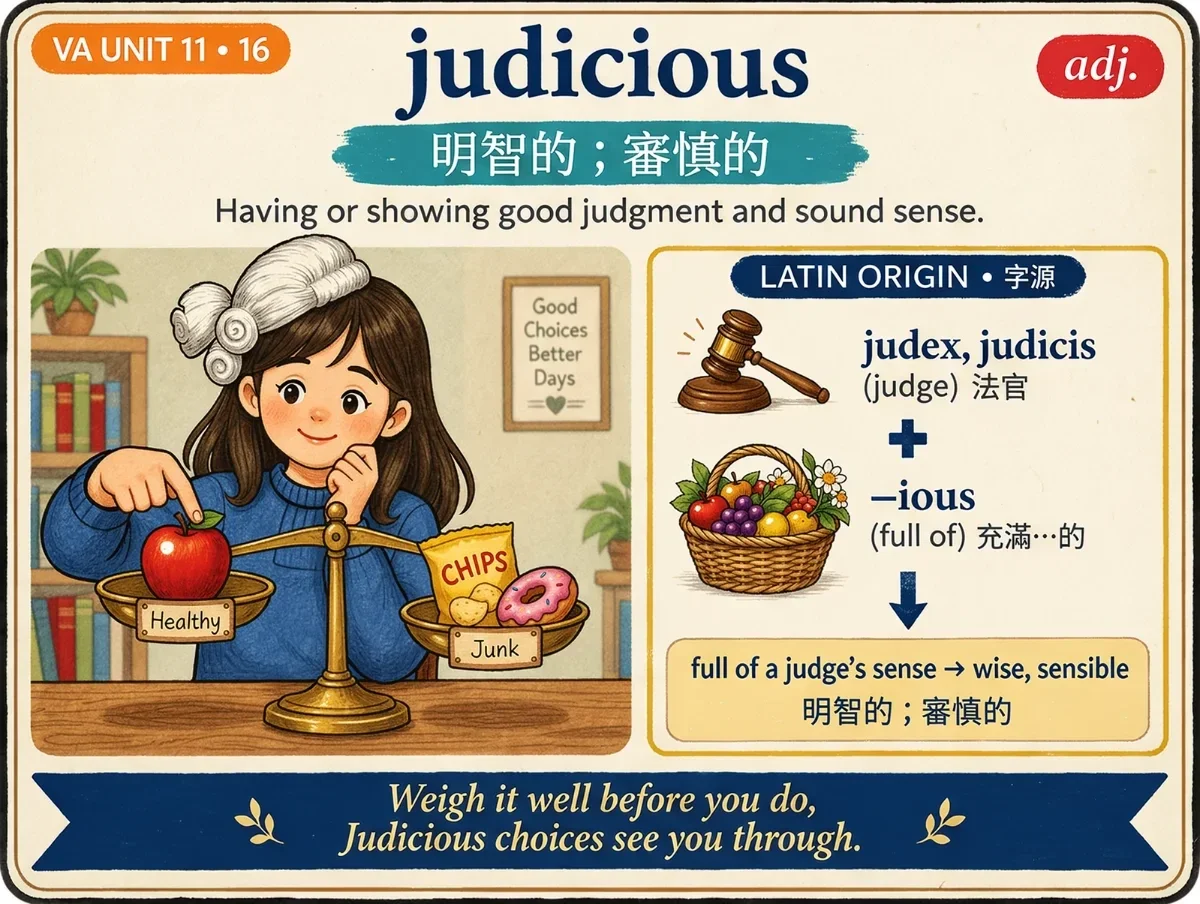 VA UNIT 11 • 16
judicious
adj.
明智的；審慎的
Having or showing good judgment and sound sense.
Good
Choices
Better
Days
CHIPS
Healthy
Junk
LATIN ORIGIN • 字源
judex, judicis
(judge) 法官
+
–ious
(full of) 充滿…的
full of a judge's sense → wise, sensible
明智的；審慎的
Weigh it well before you do,
Judicious choices see you through.